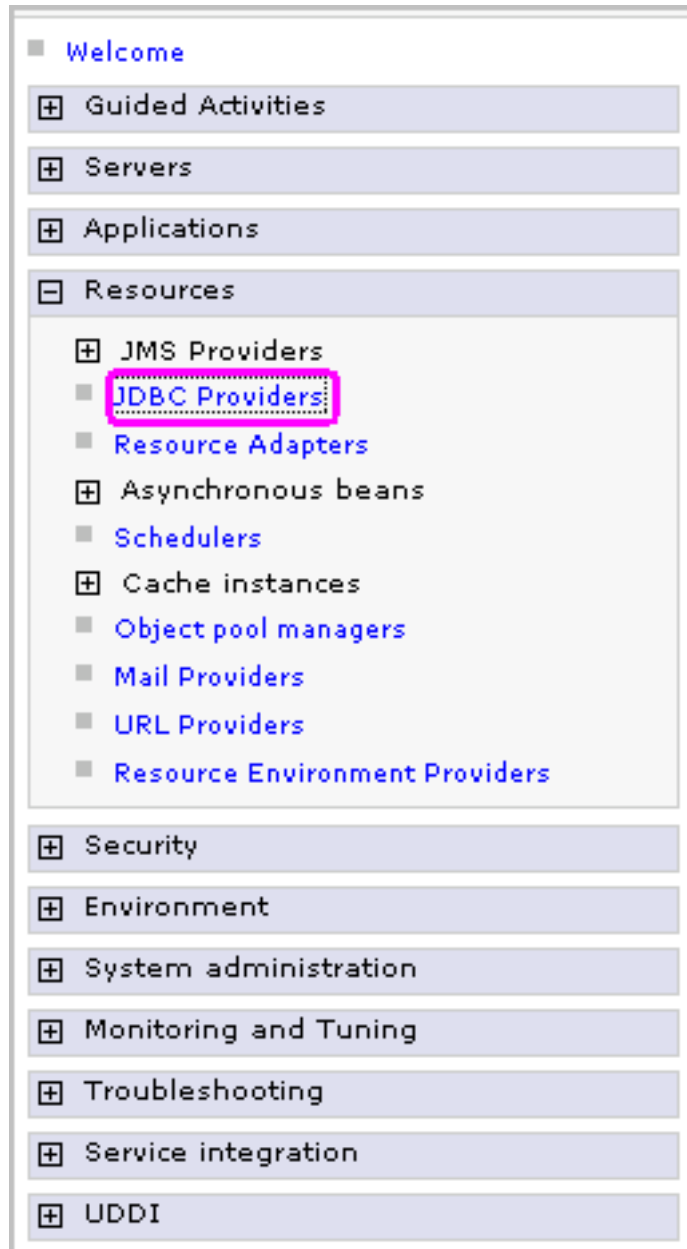 Welcome
Guided Activities
Servers
Applications
Resources
JMS Providers
JDBC Providers
Resource Adapters
Asynchronous beans
Schedulers
Cache instances
Object pool managers
Mail Providers
URL Providers
Resource Environment Providers
Security
Environment
System administration
Monitoring and Tuning
Troubleshooting
Service integration
UDDI